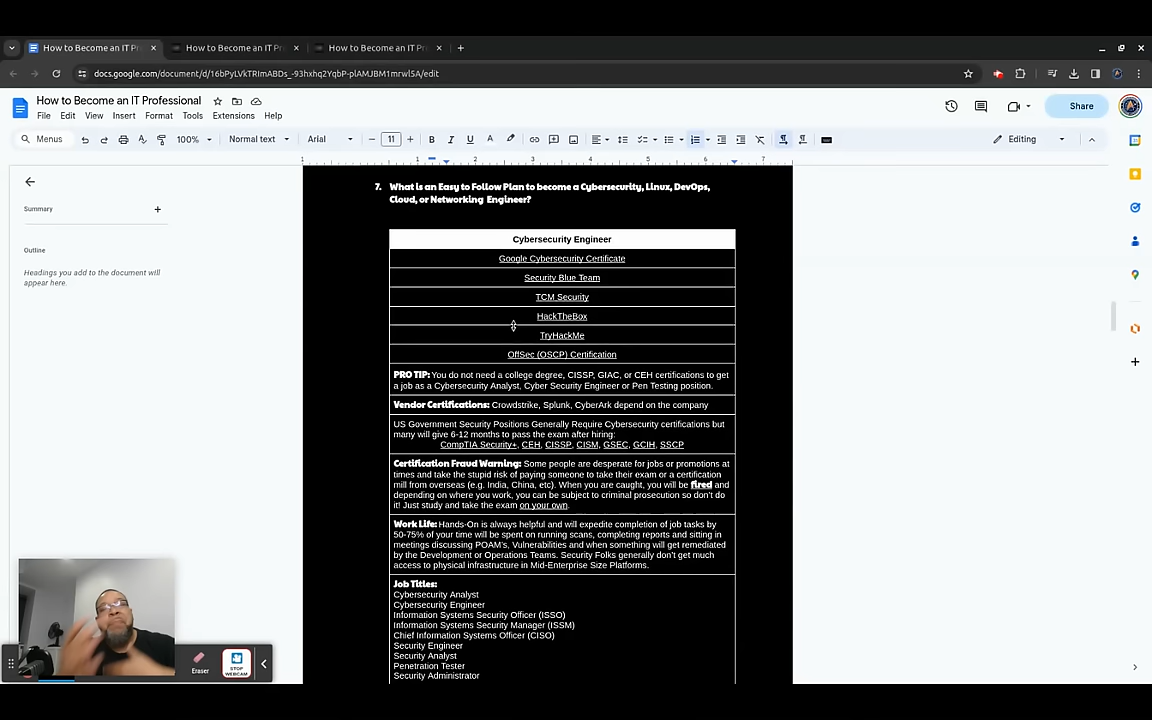 How to Become an IT Pr
How to Become an IT Pr
How to Become an IT Pr
docs.google.com/document/d/16bPyLVkTRImABDs_-93hxhq2YqbP-plAMJBM1mrwl5A/edit
How to Become an IT Professional
File Edit View Insert Format Tools Extensions Help
Share
Menus 100% Normal text Arial 11 Editing
1 1 2 3 4 5 6 7
Summary
Outline
Headings you add to the document will
appear here.
7. What is an Easy to Follow Plan to become a Cybersecurity, Linux, DevOps,
Cloud, or Networking Engineer?
Cybersecurity Engineer
Google Cybersecurity Certificate
Security Blue Team
TCM Security
HackTheBox
TryHackMe
OffSec (OSCP) Certification
PRO TIP: You do not need a college degree, CISSP, GIAC, or CEH certifications to get
a job as a Cybersecurity Analyst, Cyber Security Engineer or Pen Testing position.
Vendor Certifications: Crowdstrike, Splunk, CyberArk depend on the company
US Government Security Positions Generally Require Cybersecurity certifications but
many will give 6-12 months to pass the exam after hiring:
CompTIA Security+, CEH, CISSP, CISM, GSEC, GCIH, SSCP
Certification Fraud Warning: Some people are desperate for jobs or promotions at
times and take the stupid risk of paying someone to take their exam or a certification
mill from overseas (e.g. India, China, etc). When you are caught, you will be fired and
depending on where you work, you can be subject to criminal prosecution so don't do
it! Just study and take the exam on your own.
Work Life: Hands-On is always helpful and will expedite completion of job tasks by
50-75% of your time will be spent on running scans, completing reports and sitting in
meetings discussing POAM's, Vulnerabilities and when something will get remediated
by the Development or Operations Teams. Security Folks generally don't get much
access to physical infrastructure in Mid-Enterprise Size Platforms.
Job Titles:
Cybersecurity Analyst
Cybersecurity Engineer
Information Systems Security Officer (ISSO)
Information Systems Security Manager (ISSM)
Chief Information Systems Officer (CISO)
Security Engineer
Security Analyst
Penetration Tester
Security Administrator
Eraser
STOP
WEBCAM